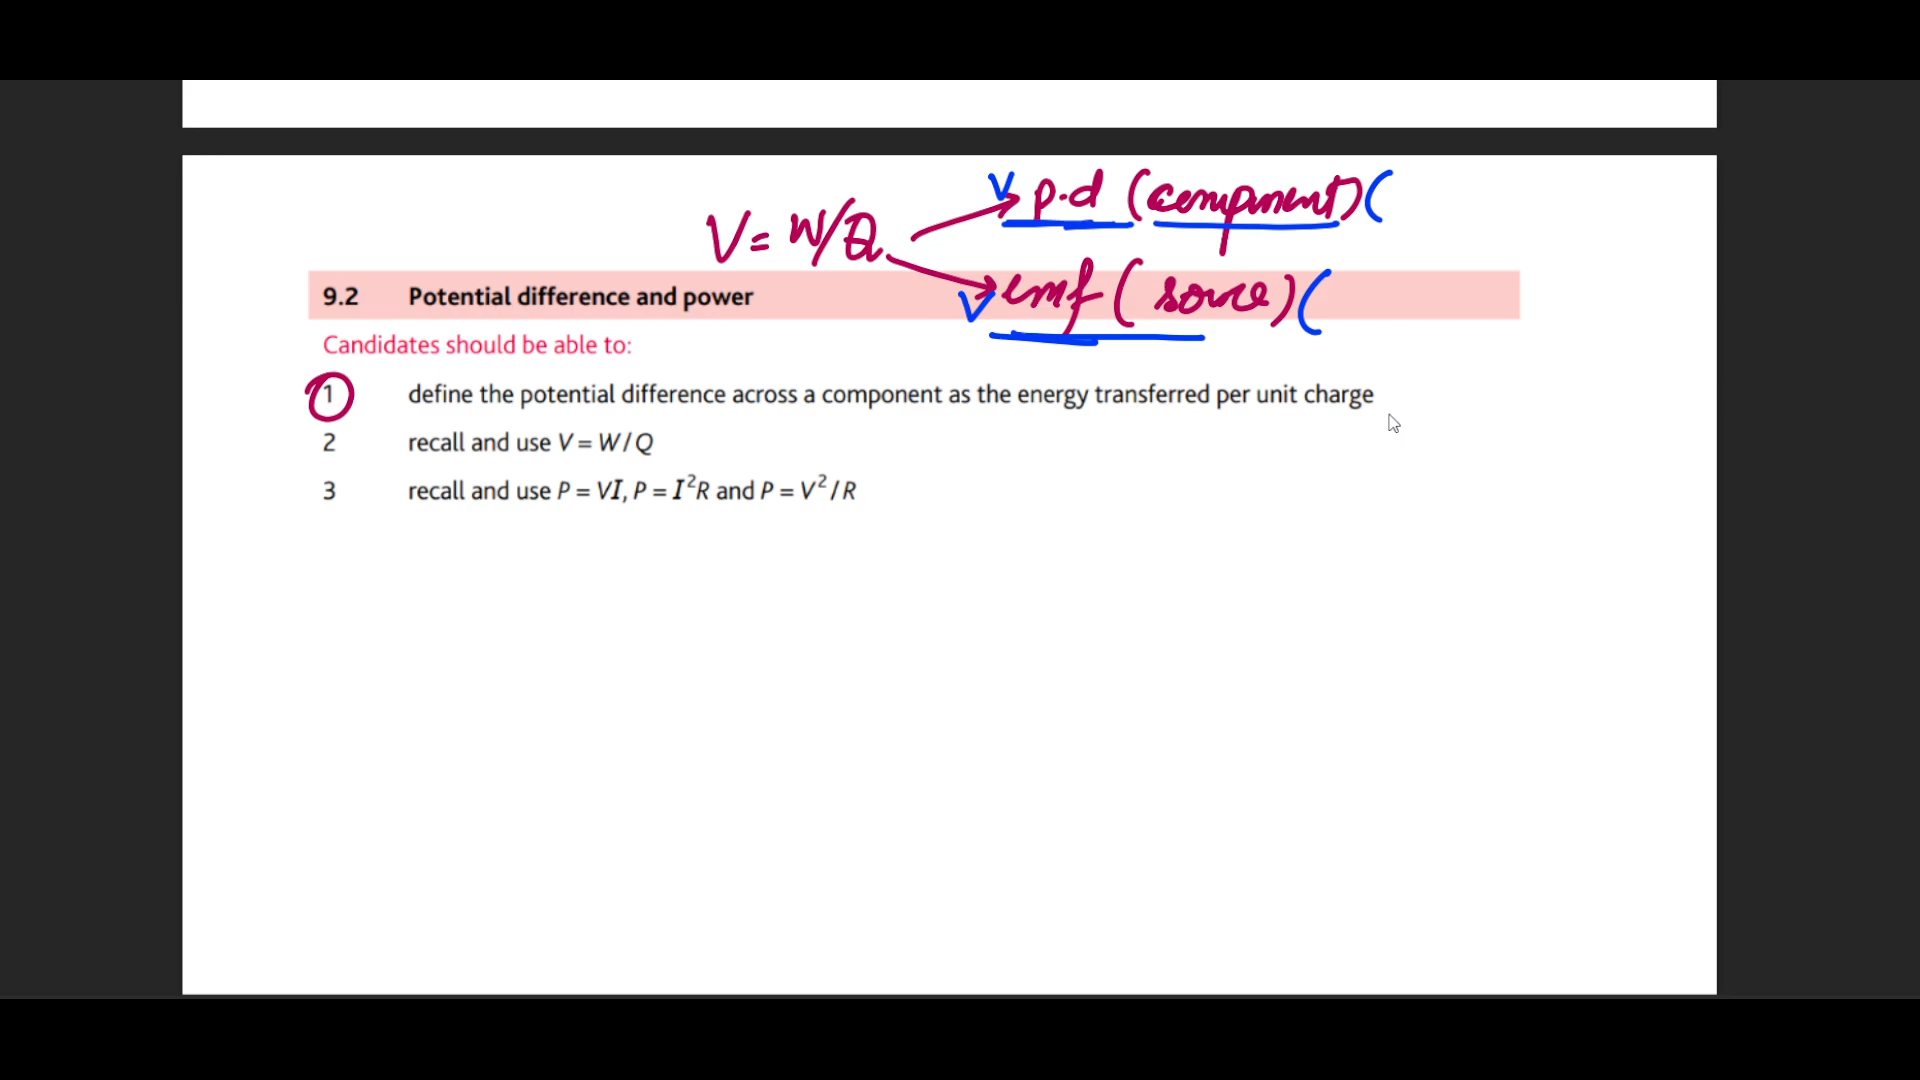 V p.d (component) (
V = W/Q
V emf (source) (
9.2 Potential difference and power
Candidates should be able to:
1 define the potential difference across a component as the energy transferred per unit charge
2 recall and use V = W / Q
3 recall and use P = VI, P = I²R and P = V² / R